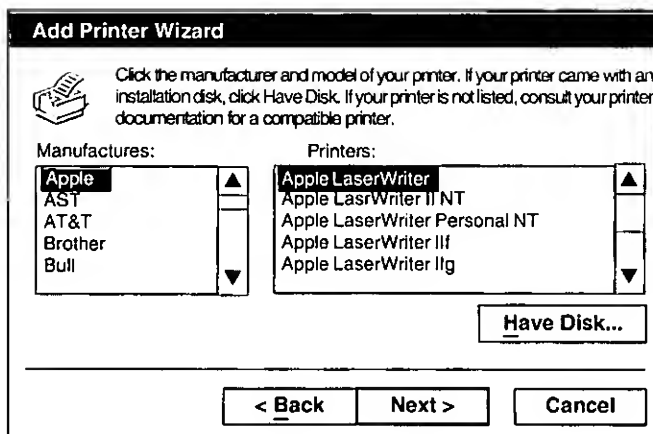 Add Printer Wizard
Click the manufacturer and model of your prnter. If your printer came with an
installation disk, click Have Disk. If your printer is not listed, consult your printer
documentation for a compatible printer.
Manufactures: Printers:
Apple Apple LaserWriter
AST Apple LasrWriter II NT
AT&T Apple LaserWriter Personal NT
Brother Apple LaserWriter IIf
Bull Apple LaserWriter IIg
Have Disk...
< Back Next > Cancel